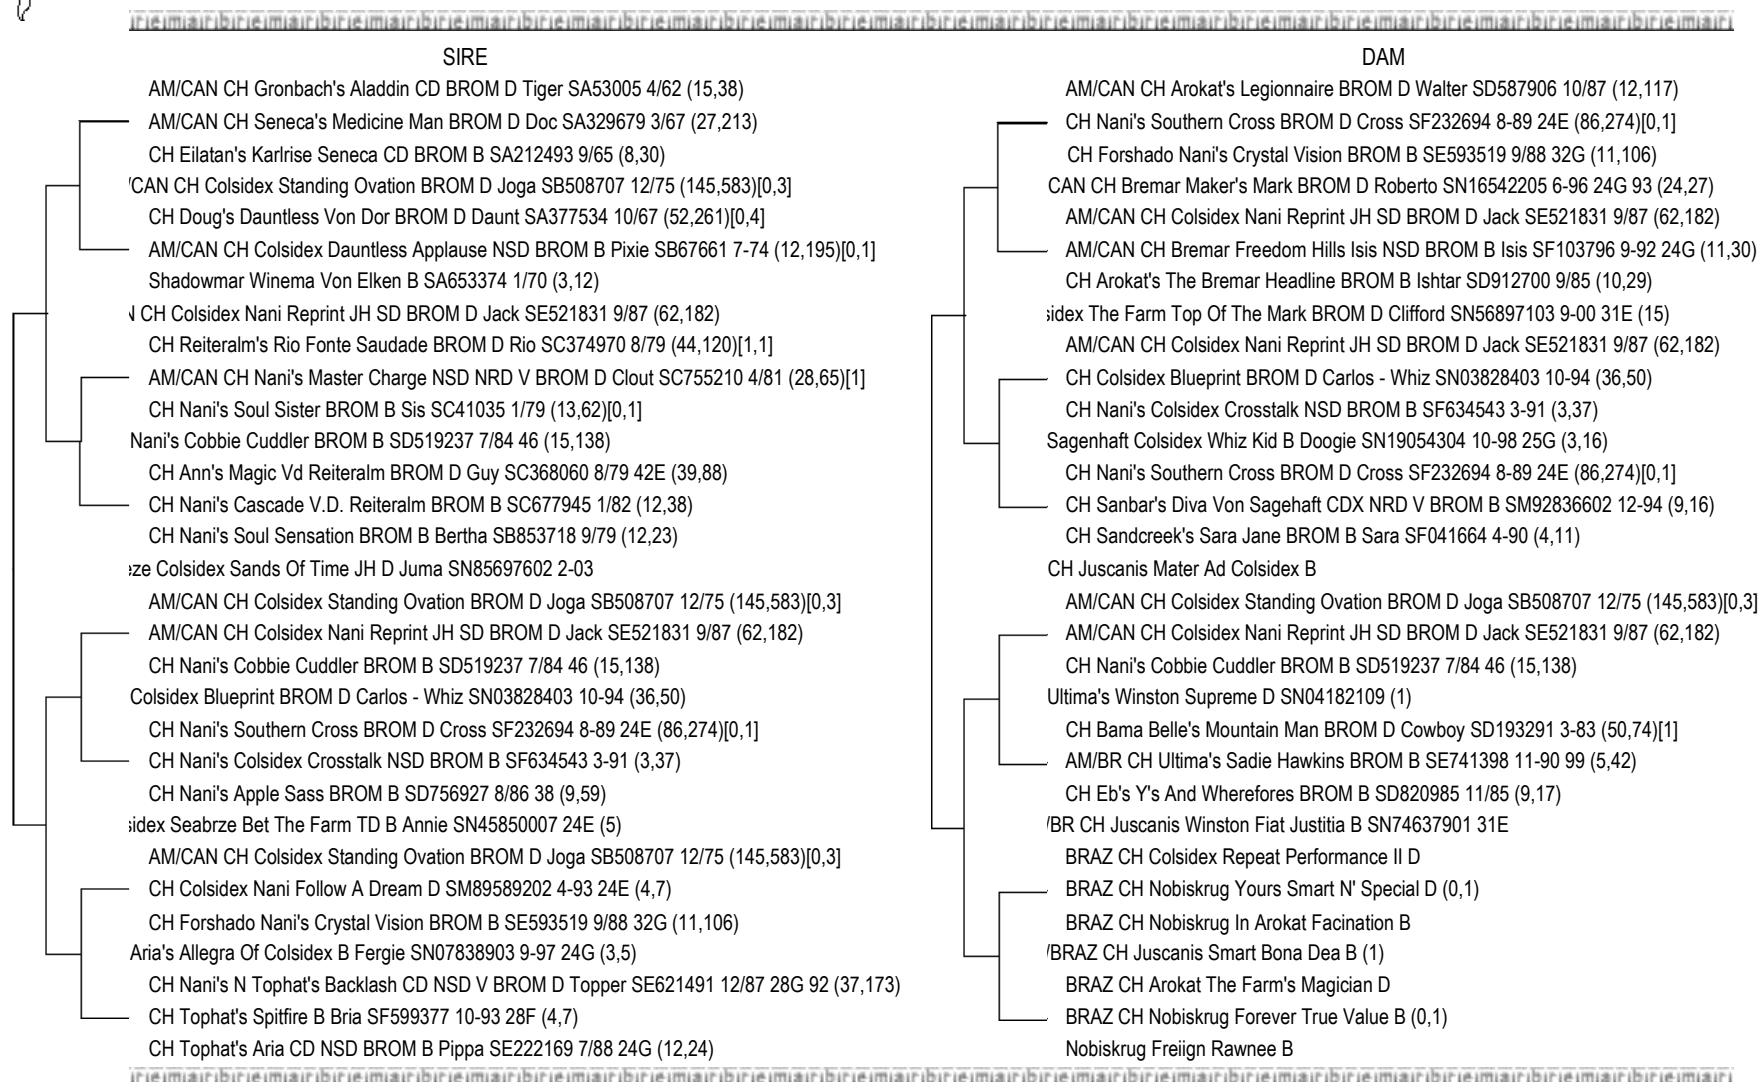 bremarbremarbremarbremarbremarbremarbremarbremarbremarbremarbremar
SIRE
AM/CAN CH Gronbach's Aladdin CD BROM D Tiger SA53005 4/62 (15,38)
AM/CAN CH Seneca's Medicine Man BROM D Doc SA329679 3/67 (27,213)
CH Eilatan's Karlrise Seneca CD BROM B SA212493 9/65 (8,30)
/CAN CH Colsidex Standing Ovation BROM D Joga SB508707 12/75 (145,583)[0,3]
CH Doug's Dauntless Von Dor BROM D Daunt SA377534 10/67 (52,261)[0,4]
AM/CAN CH Colsidex Dauntless Applause NSD BROM B Pixie SB67661 7-74 (12,195)[0,1]
Shadowmar Winema Von Elken B SA653374 1/70 (3,12)
N CH Colsidex Nani Reprint JH SD BROM D Jack SE521831 9/87 (62,182)
CH Reiteralm's Rio Fonte Saudade BROM D Rio SC374970 8/79 (44,120)[1,1]
AM/CAN CH Nani's Master Charge NSD NRD V BROM D Clout SC755210 4/81 (28,65)[1]
CH Nani's Soul Sister BROM B Sis SC41035 1/79 (13,62)[0,1]
Nani's Cobbie Cuddler BROM B SD519237 7/84 46 (15,138)
CH Ann's Magic Vd Reiteralm BROM D Guy SC368060 8/79 42E (39,88)
CH Nani's Cascade V.D. Reiteralm BROM B SC677945 1/82 (12,38)
CH Nani's Soul Sensation BROM B Bertha SB853718 9/79 (12,23)
eze Colsidex Sands Of Time JH D Juma SN85697602 2-03
AM/CAN CH Colsidex Standing Ovation BROM D Joga SB508707 12/75 (145,583)[0,3]
AM/CAN CH Colsidex Nani Reprint JH SD BROM D Jack SE521831 9/87 (62,182)
CH Nani's Cobbie Cuddler BROM B SD519237 7/84 46 (15,138)
Colsidex Blueprint BROM D Carlos - Whiz SN03828403 10-94 (36,50)
CH Nani's Southern Cross BROM D Cross SF232694 8-89 24E (86,274)[0,1]
CH Nani's Colsidex Crosstalk NSD BROM B SF634543 3-91 (3,37)
CH Nani's Apple Sass BROM B SD756927 8/86 38 (9,59)
sidex Seabrze Bet The Farm TD B Annie SN45850007 24E (5)
AM/CAN CH Colsidex Standing Ovation BROM D Joga SB508707 12/75 (145,583)[0,3]
CH Colsidex Nani Follow A Dream D SM89589202 4-93 24E (4,7)
CH Forshado Nani's Crystal Vision BROM B SE593519 9/88 32G (11,106)
Aria's Allegra Of Colsidex B Fergie SN07838903 9-97 24G (3,5)
CH Nani's N Tophat's Backlash CD NSD V BROM D Topper SE621491 12/87 28G 92 (37,173)
CH Tophat's Spitfire B Bria SF599377 10-93 28F (4,7)
CH Tophat's Aria CD NSD BROM B Pippa SE222169 7/88 24G (12,24)
DAM
AM/CAN CH Arokat's Legionnaire BROM D Walter SD587906 10/87 (12,117)
CH Nani's Southern Cross BROM D Cross SF232694 8-89 24E (86,274)[0,1]
CH Forshado Nani's Crystal Vision BROM B SE593519 9/88 32G (11,106)
CAN CH Bremar Maker's Mark BROM D Roberto SN16542205 6-96 24G 93 (24,27)
AM/CAN CH Colsidex Nani Reprint JH SD BROM D Jack SE521831 9/87 (62,182)
AM/CAN CH Bremar Freedom Hills Isis NSD BROM B Isis SF103796 9-92 24G (11,30)
CH Arokat's The Bremar Headline BROM B Ishtar SD912700 9/85 (10,29)
sidex The Farm Top Of The Mark BROM D Clifford SN56897103 9-00 31E (15)
AM/CAN CH Colsidex Nani Reprint JH SD BROM D Jack SE521831 9/87 (62,182)
CH Colsidex Blueprint BROM D Carlos - Whiz SN03828403 10-94 (36,50)
CH Nani's Colsidex Crosstalk NSD BROM B SF634543 3-91 (3,37)
Sagenhaft Colsidex Whiz Kid B Doogie SN19054304 10-98 25G (3,16)
CH Nani's Southern Cross BROM D Cross SF232694 8-89 24E (86,274)[0,1]
CH Sanbar's Diva Von Sagehaft CDX NRD V BROM B SM92836602 12-94 (9,16)
CH Sandcreek's Sara Jane BROM B Sara SF041664 4-90 (4,11)
CH Juscanis Mater Ad Colsidex B
AM/CAN CH Colsidex Standing Ovation BROM D Joga SB508707 12/75 (145,583)[0,3]
AM/CAN CH Colsidex Nani Reprint JH SD BROM D Jack SE521831 9/87 (62,182)
CH Nani's Cobbie Cuddler BROM B SD519237 7/84 46 (15,138)
Ultima's Winston Supreme D SN04182109 (1)
CH Bama Belle's Mountain Man BROM D Cowboy SD193291 3-83 (50,74)[1]
AM/BR CH Ultima's Sadie Hawkins BROM B SE741398 11-90 99 (5,42)
CH Eb's Y's And Wherefores BROM B SD820985 11/85 (9,17)
/BR CH Juscanis Winston Fiat Justitia B SN74637901 31E
BRAZ CH Colsidex Repeat Performance II D
BRAZ CH Nobiskrug Yours Smart N' Special D (0,1)
BRAZ CH Nobiskrug In Arokat Facination B
/BRAZ CH Juscanis Smart Bona Dea B (1)
BRAZ CH Arokat The Farm's Magician D
BRAZ CH Nobiskrug Forever True Value B (0,1)
Nobiskrug Freiign Rawnee B